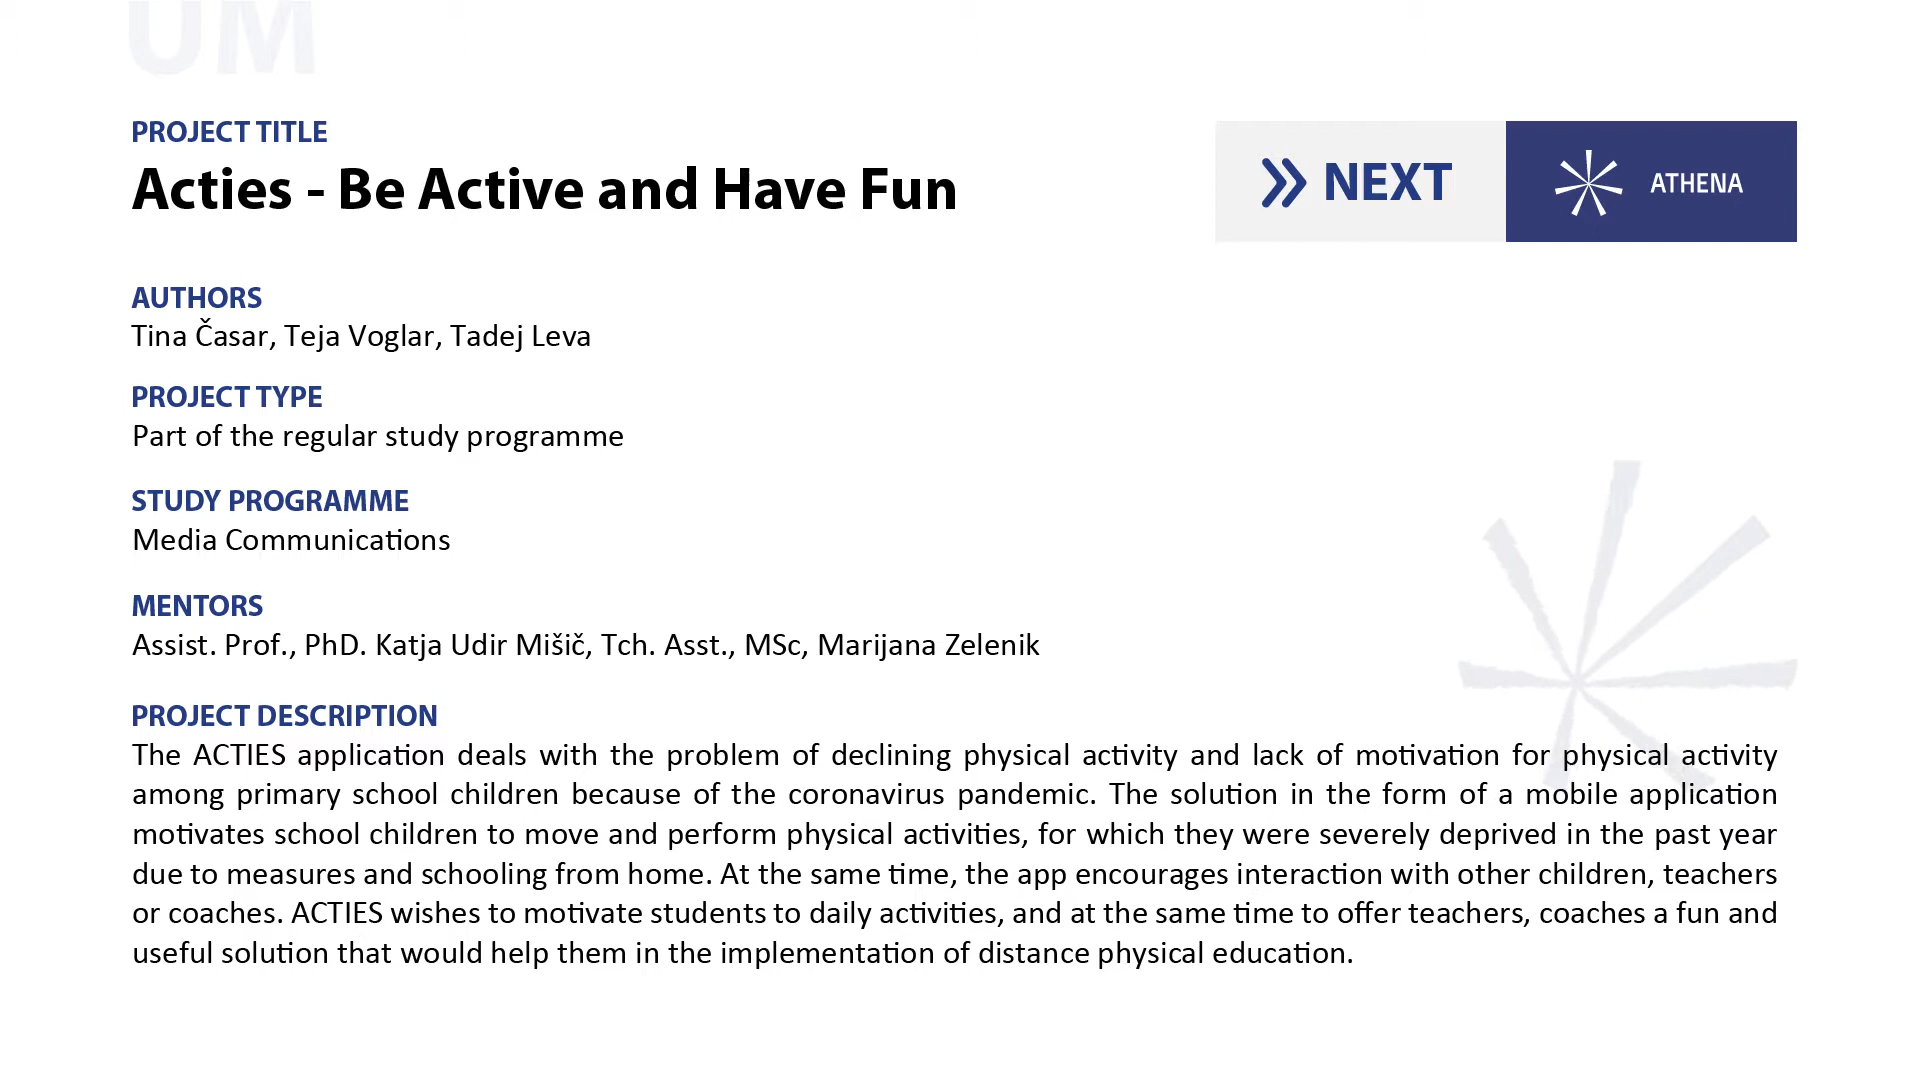 UM
PROJECT TITLE
Acties - Be Active and Have Fun
NEXT
ATHENA
AUTHORS
Tina Časar, Teja Voglar, Tadej Leva
PROJECT TYPE
Part of the regular study programme
STUDY PROGRAMME
Media Communications
MENTORS
Assist. Prof., PhD. Katja Udir Mišič, Tch. Asst., MSc, Marijana Zelenik
PROJECT DESCRIPTION
The ACTIES application deals with the problem of declining physical activity and lack of motivation for physical activity
among primary school children because of the coronavirus pandemic. The solution in the form of a mobile application
motivates school children to move and perform physical activities, for which they were severely deprived in the past year
due to measures and schooling from home. At the same time, the app encourages interaction with other children, teachers
or coaches. ACTIES wishes to motivate students to daily activities, and at the same time to offer teachers, coaches a fun and
useful solution that would help them in the implementation of distance physical education.